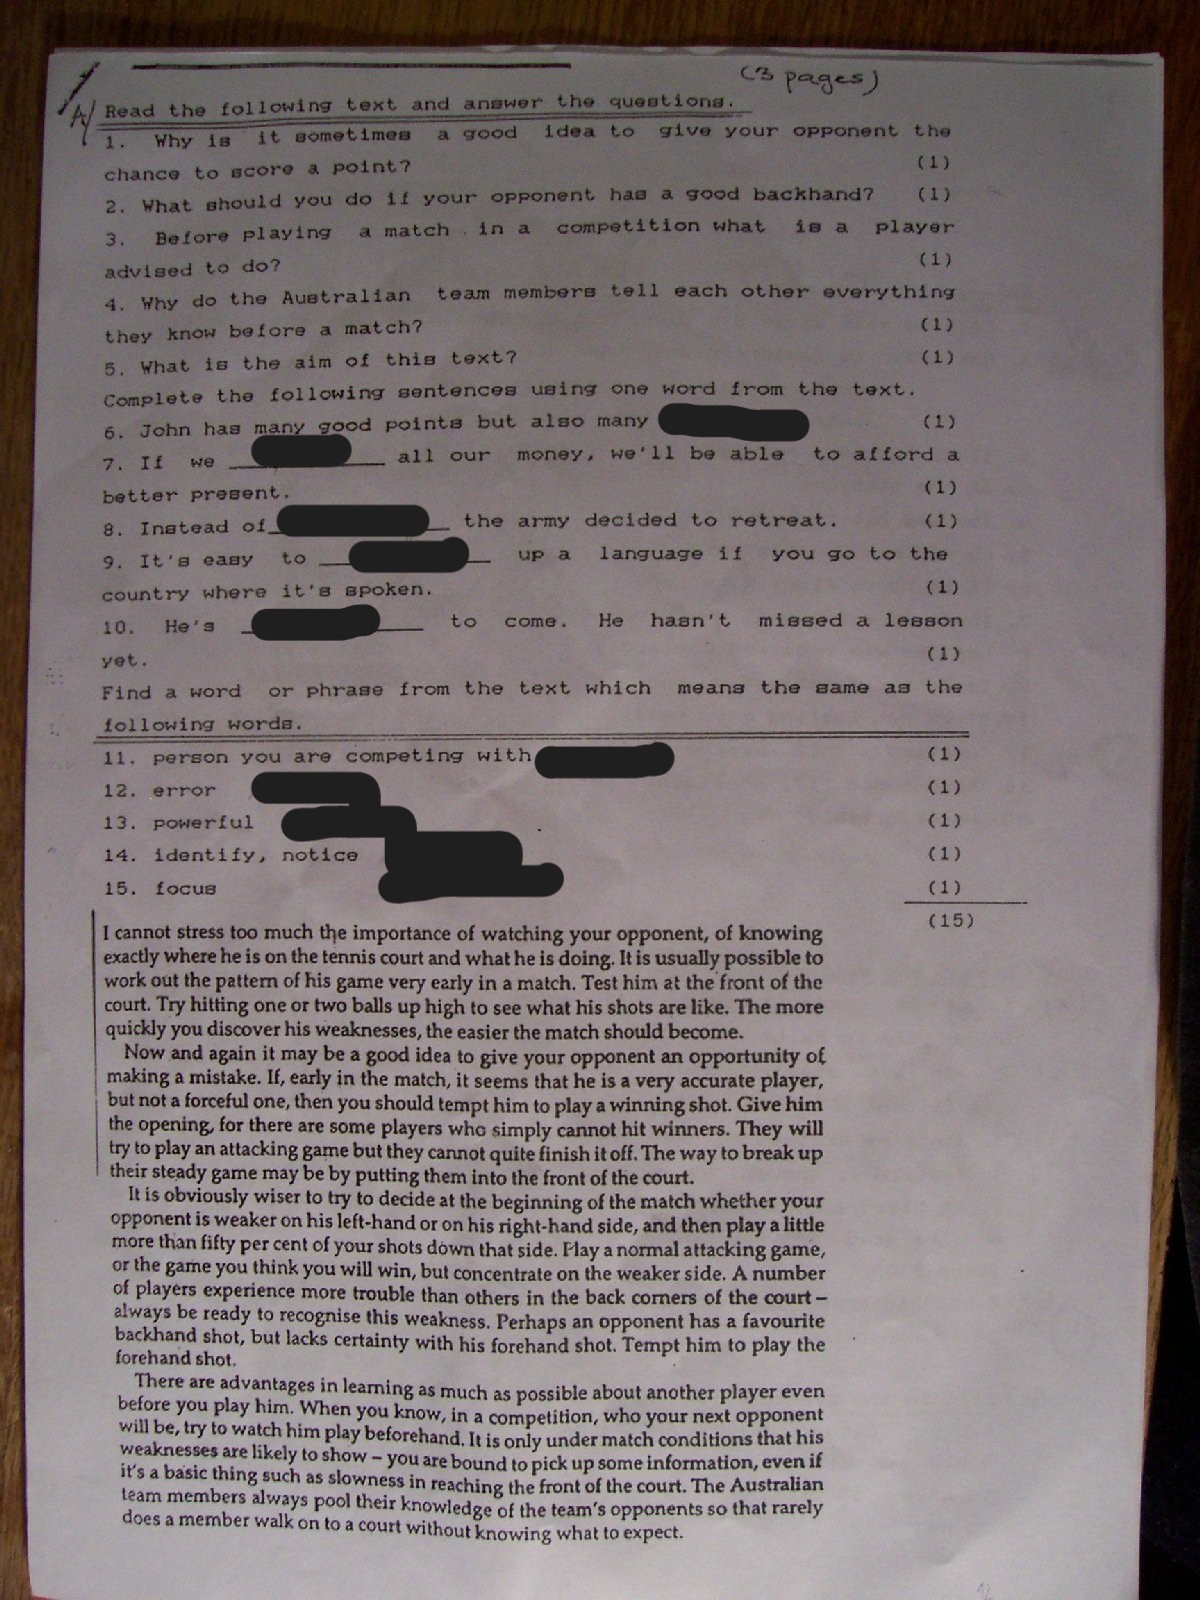 (3 pages)
A/ Read the following text and answer the questions.
1. Why is it sometimes a good idea to give your opponent the
chance to score a point? (1)
2. What should you do if your opponent has a good backhand? (1)
3. Before playing a match in a competition what is a player
advised to do? (1)
4. Why do the Australian team members tell each other everything
they know before a match? (1)
5. What is the aim of this text? (1)
Complete the following sentences using one word from the text.
6. John has many good points but also many (1)
7. If we ___ all our money, we'll be able to afford a
better present. (1)
8. Instead of ___ the army decided to retreat. (1)
9. It's easy to ___ up a language if you go to the
country where it's spoken. (1)
10. He's ___ to come. He hasn't missed a lesson
yet. (1)
Find a word or phrase from the text which means the same as the
following words.
11. person you are competing with (1)
12. error (1)
13. powerful (1)
14. identify, notice (1)
15. focus (1)
(15)
I cannot stress too much the importance of watching your opponent, of knowing
exactly where he is on the tennis court and what he is doing. It is usually possible to
work out the pattern of his game very early in a match. Test him at the front of the
court. Try hitting one or two balls up high to see what his shots are like. The more
quickly you discover his weaknesses, the easier the match should become.
Now and again it may be a good idea to give your opponent an opportunity of
making a mistake. If, early in the match, it seems that he is a very accurate player,
but not a forceful one, then you should tempt him to play a winning shot. Give him
the opening, for there are some players who simply cannot hit winners. They will
try to play an attacking game but they cannot quite finish it off. The way to break up
their steady game may be by putting them into the front of the court.
It is obviously wiser to try to decide at the beginning of the match whether your
opponent is weaker on his left-hand or on his right-hand side, and then play a little
more than fifty per cent of your shots down that side. Play a normal attacking game,
or the game you think you will win, but concentrate on the weaker side. A number
of players experience more trouble than others in the back corners of the court –
always be ready to recognise this weakness. Perhaps an opponent has a favourite
backhand shot, but lacks certainty with his forehand shot. Tempt him to play the
forehand shot.
There are advantages in learning as much as possible about another player even
before you play him. When you know, in a competition, who your next opponent
will be, try to watch him play beforehand. It is only under match conditions that his
weaknesses are likely to show – you are bound to pick up some information, even if
it's a basic thing such as slowness in reaching the front of the court. The Australian
team members always pool their knowledge of the team's opponents so that rarely
does a member walk on to a court without knowing what to expect.